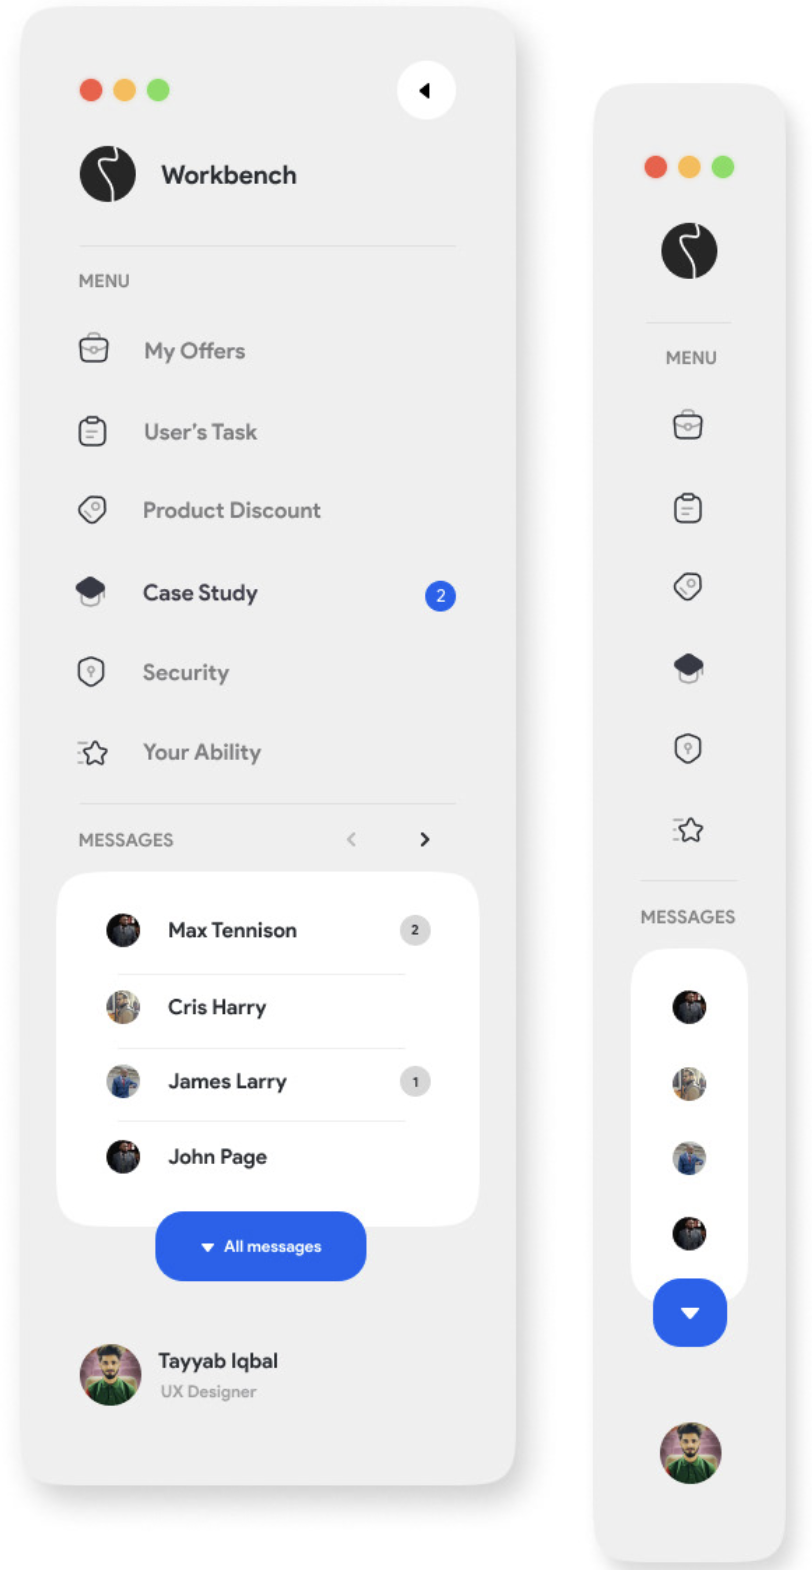 Workbench
MENU
My Offers
User's Task
Product Discount
Case Study 2
Security
Your Ability
MESSAGES
Max Tennison 2
Cris Harry
James Larry 1
John Page
All messages
Tayyab Iqbal
UX Designer
MENU
MESSAGES